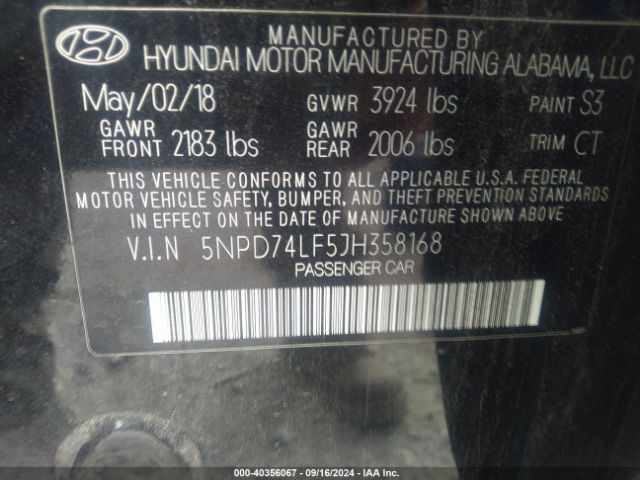 MANUFACTURED BY
HYUNDAI MOTOR MANUFACTURING ALABAMA, LLC
May/02/18 GVWR 3924 lbs PAINT S3
GAWR FRONT 2183 lbs GAWR REAR 2006 lbs TRIM CT
THIS VEHICLE CONFORMS TO ALL APPLICABLE U.S.A. FEDERAL
MOTOR VEHICLE SAFETY, BUMPER, AND THEFT PREVENTION STANDARDS
IN EFFECT ON THE DATE OF MANUFACTURE SHOWN ABOVE.
V.I.N 5NPD74LF5JH358168
PASSENGER CAR
000-40356067 - 09/16/2024 - IAA Inc.